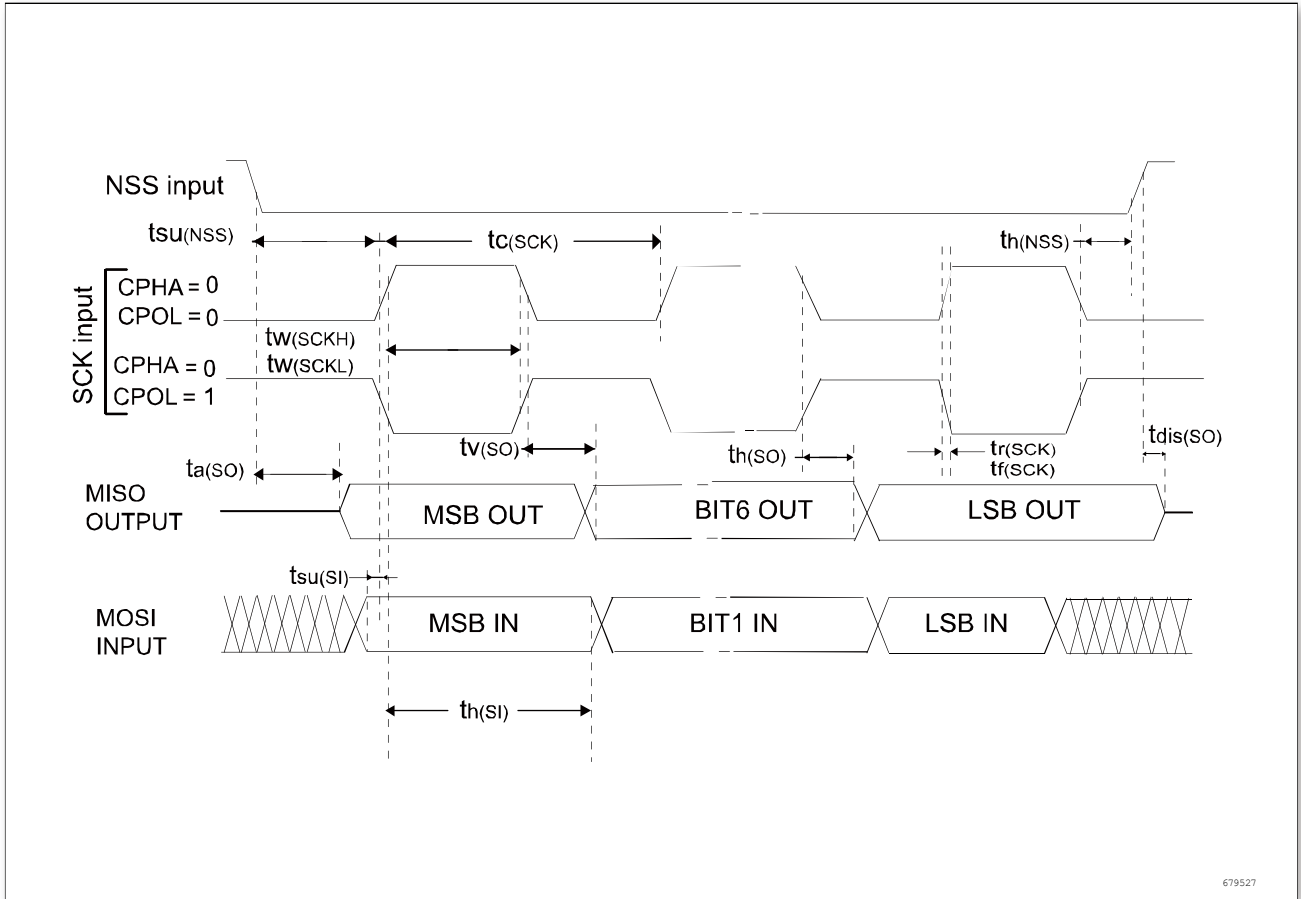 NSS input
tsu(NSS)
tc(SCK)
th(NSS)
SCK input
CPHA = 0
CPOL = 0
tw(SCKH)
CPHA = 0
tw(SCKL)
CPOL = 1
tv(SO)
th(SO)
tr(SCK)
tf(SCK)
tdis(SO)
ta(SO)
MISO
OUTPUT
MSB OUT
BIT6 OUT
LSB OUT
tsu(SI)
MOSI
INPUT
MSB IN
BIT1 IN
LSB IN
th(SI)
679527